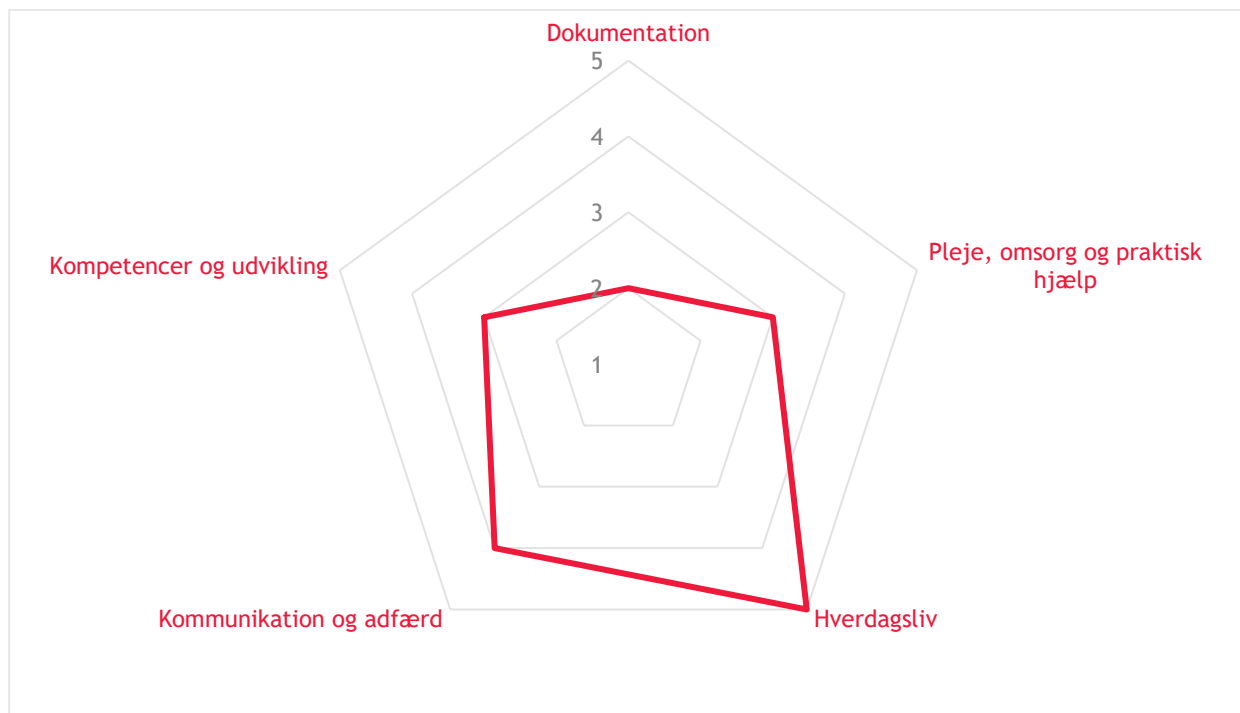 Dokumentation
5
4
3
2
1
Pleje, omsorg og praktisk
hjælp
Kompetencer og udvikling
Kommunikation og adfærd
Hverdagsliv